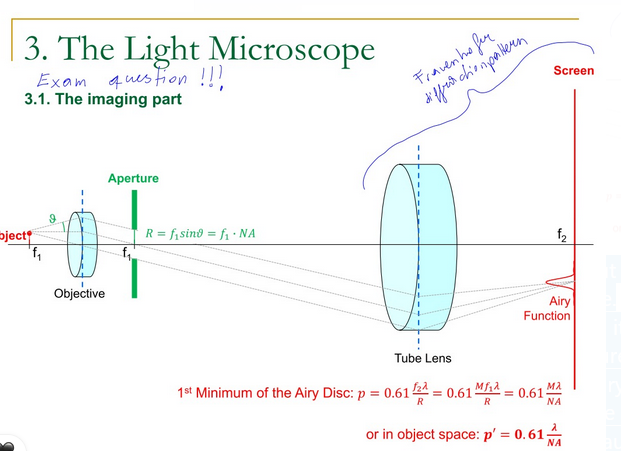 3. The Light Microscope
Exam question !!!
3.1. The imaging part
Fraunhofer
diffraction pattern
Screen
Aperture
ϑ
R = f₁sinϑ = f₁ · NA
bject
f₁
f₁
f₂
Objective
Airy
Function
Tube Lens
1st Minimum of the Airy Disc: p = 0.61 f₂λ/R = 0.61 Mf₁λ/R = 0.61 Mλ/NA
or in object space: p′ = 0.61 λ/NA